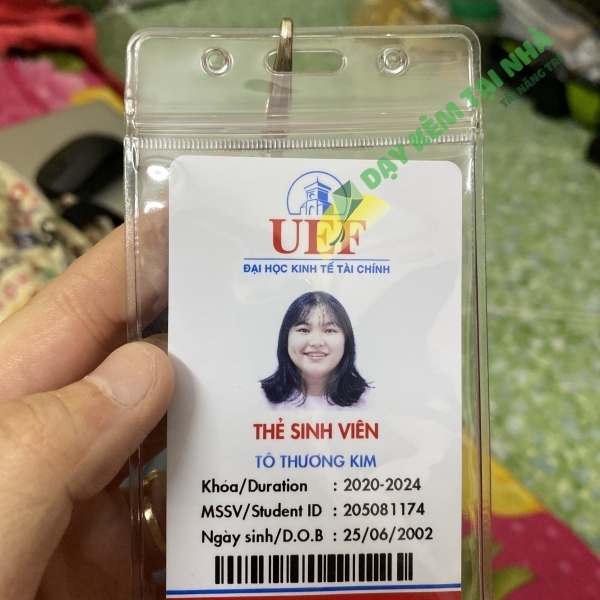 DẠY KÈM TẠI NHÀ
UEF
ĐẠI HỌC KINH TẾ TÀI CHÍNH
THẺ SINH VIÊN
TÔ THƯƠNG KIM
Khóa/Duration : 2020-2024
MSSV/Student ID : 205081174
Ngày sinh/D.O.B : 25/06/2002